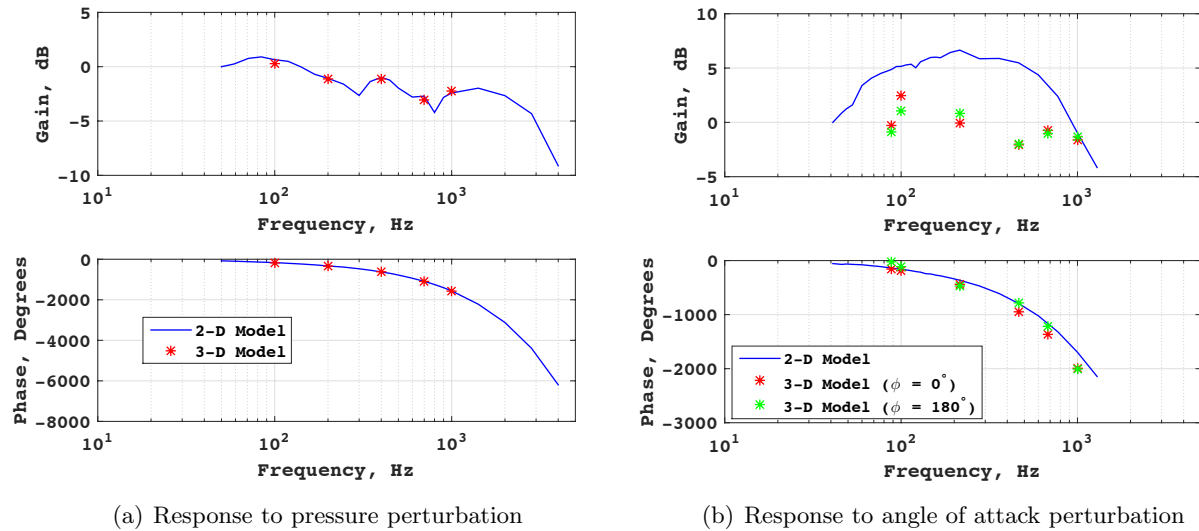 5
0
-5
-10
Gain, dB
10^1
10^2
10^3
Frequency, Hz
0
-2000
-4000
-6000
-8000
Phase, Degrees
2-D Model
3-D Model
10^1
10^2
10^3
Frequency, Hz
(a) Response to pressure perturbation
10
5
0
-5
Gain, dB
10^1
10^2
10^3
Frequency, Hz
0
-1000
-2000
-3000
Phase, Degrees
2-D Model
3-D Model (ϕ = 0°)
3-D Model (ϕ = 180°)
10^1
10^2
10^3
Frequency, Hz
(b) Response to angle of attack perturbation